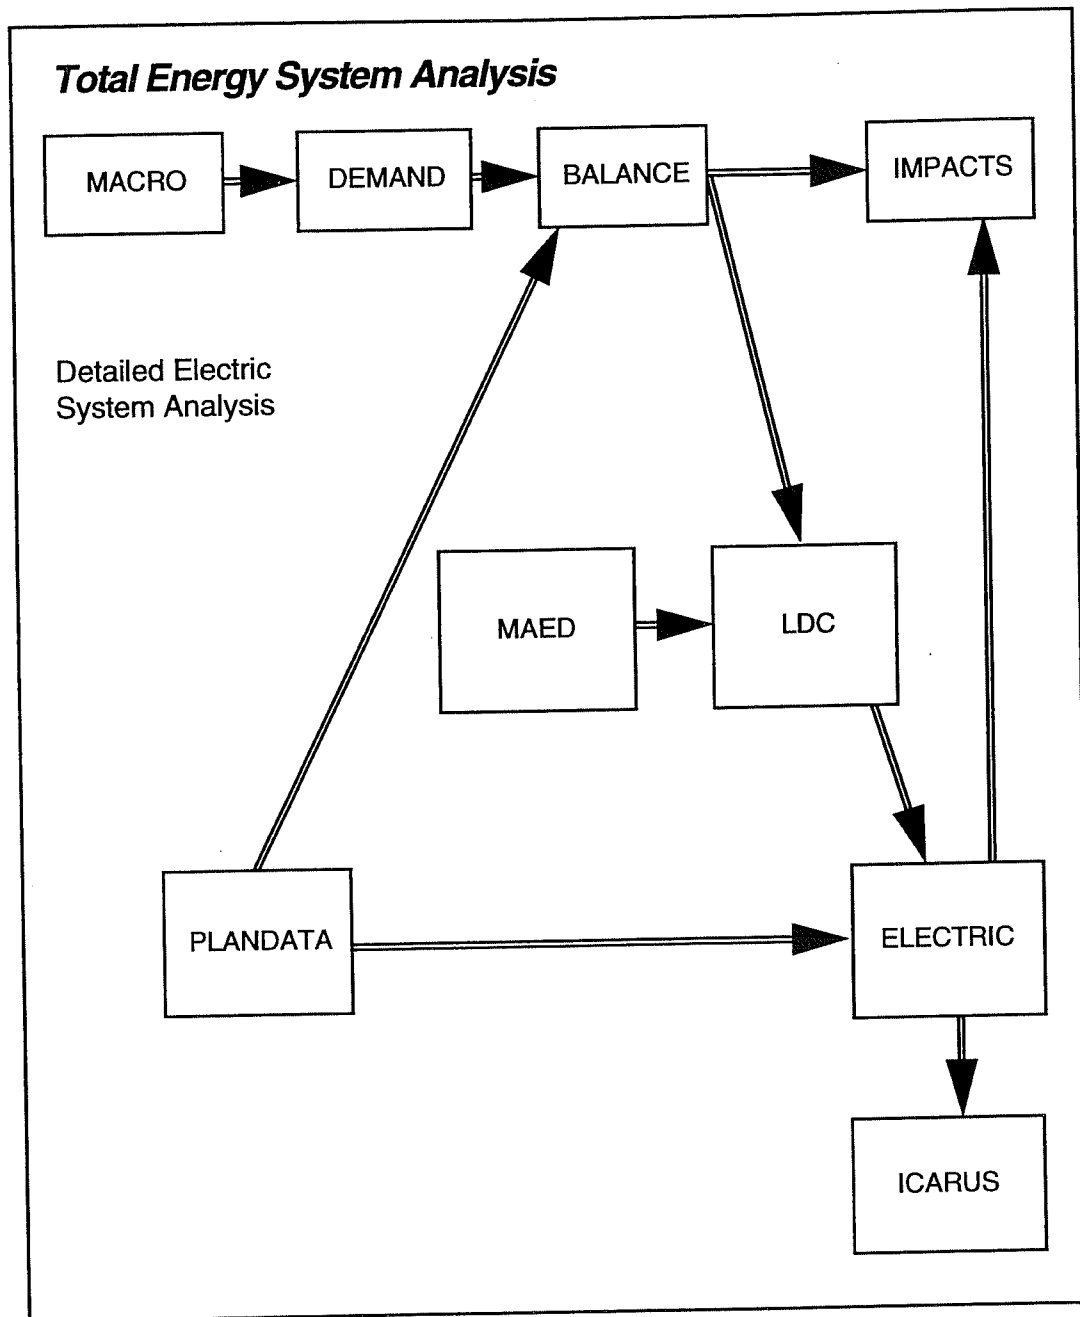 Total Energy System Analysis
MACRO
DEMAND
BALANCE
IMPACTS
Detailed Electric
System Analysis
MAED
LDC
PLANDATA
ELECTRIC
ICARUS